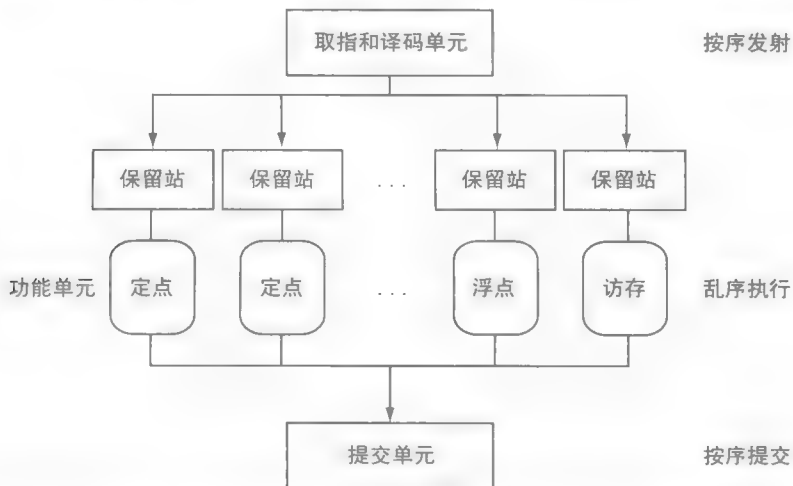 取指和译码单元 按序发射
保留站 保留站 ... 保留站 保留站
功能单元 定点 定点 ... 浮点 访存 乱序执行
提交单元 按序提交